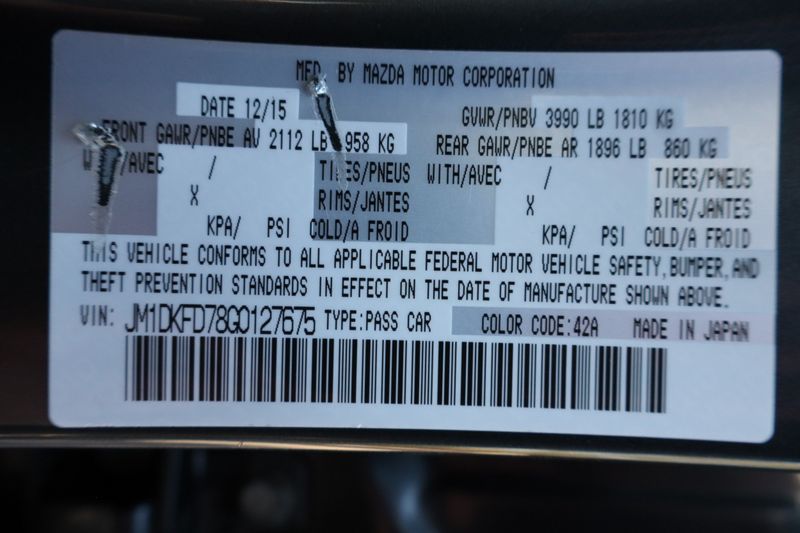 MFD. BY MAZDA MOTOR CORPORATION
DATE 12/15 GVWR/PNBV 3990 LB 1810 KG
FRONT GAWR/PNBE AV 2112 LB 958 KG REAR GAWR/PNBE AR 1896 LB 860 KG
/AVEC / TIRES/PNEUS WITH/AVEC / TIRES/PNEUS
X RIMS/JANTES X RIMS/JANTES
KPA/ PSI COLD/A FROID KPA/ PSI COLD/A FROID
THIS VEHICLE CONFORMS TO ALL APPLICABLE FEDERAL MOTOR VEHICLE SAFETY, BUMPER, AND
THEFT PREVENTION STANDARDS IN EFFECT ON THE DATE OF MANUFACTURE SHOWN ABOVE.
VIN: JM1DKFD78G0127675 TYPE:PASS CAR COLOR CODE:42A MADE IN JAPAN